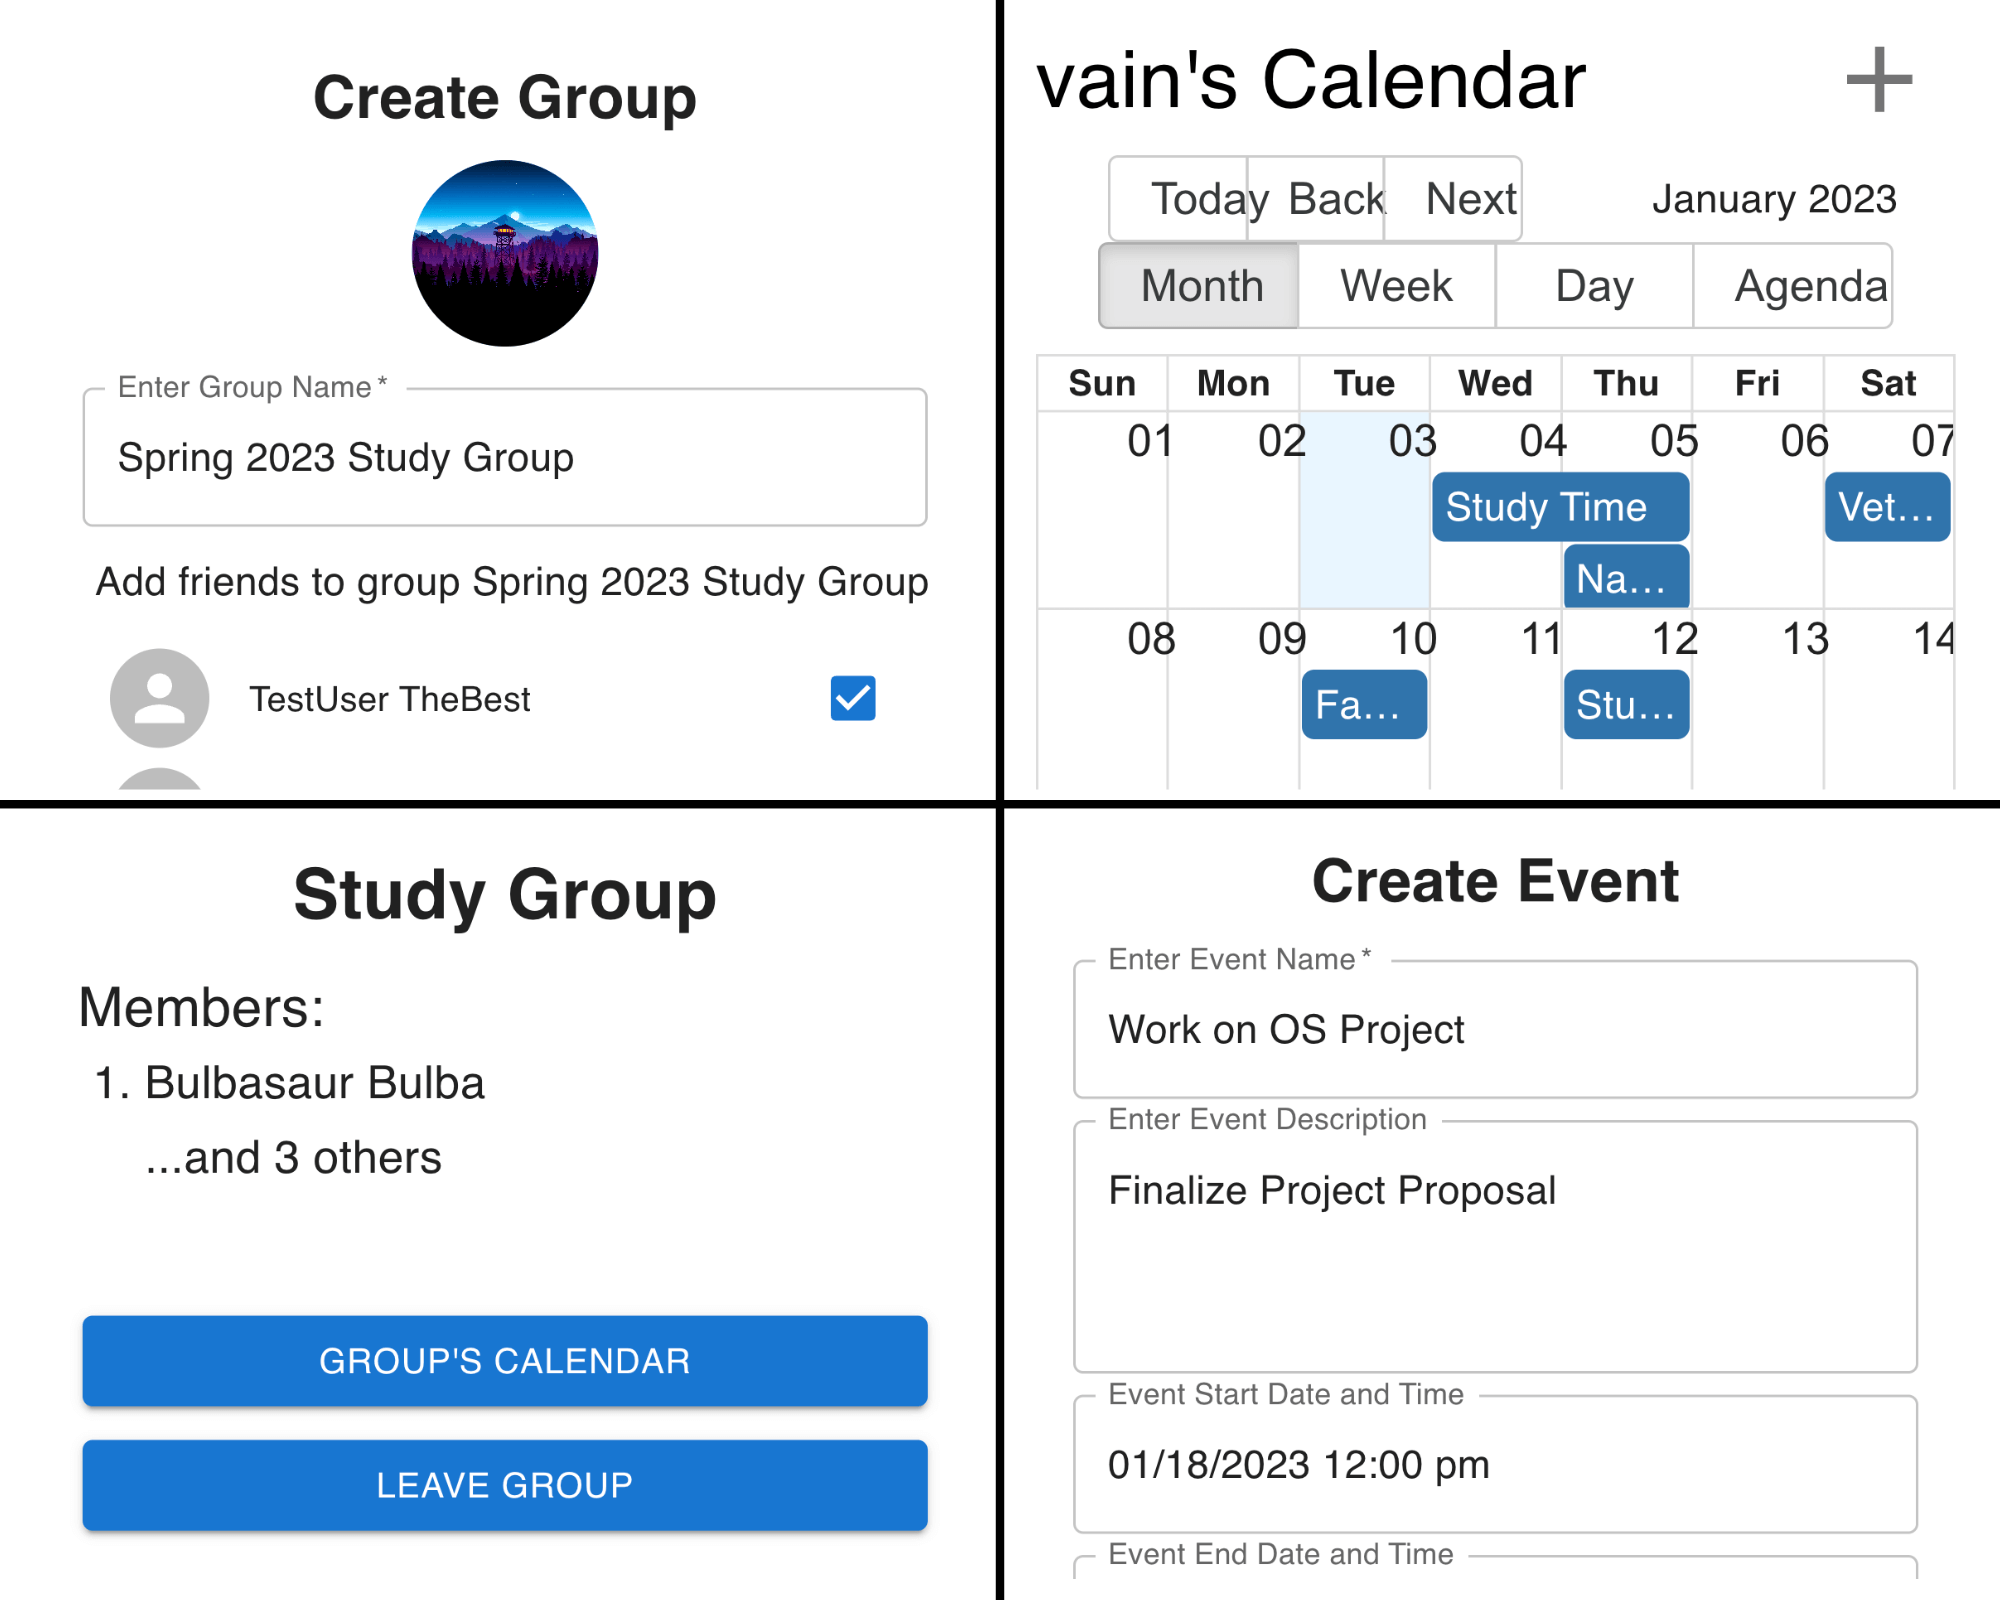 Create Group
Enter Group Name *
Spring 2023 Study Group
Add friends to group Spring 2023 Study Group
TestUser TheBest
vain's Calendar
+
Today Back Next January 2023
Month Week Day Agenda
Sun Mon Tue Wed Thu Fri Sat
01 02 03 04 05 06 07
Study Time Vet...
Na...
08 09 10 11 12 13 14
Fa... Stu...
Study Group
Members:
1. Bulbasaur Bulba
...and 3 others
GROUP'S CALENDAR
LEAVE GROUP
Create Event
Enter Event Name *
Work on OS Project
Enter Event Description
Finalize Project Proposal
Event Start Date and Time
01/18/2023 12:00 pm
Event End Date and Time